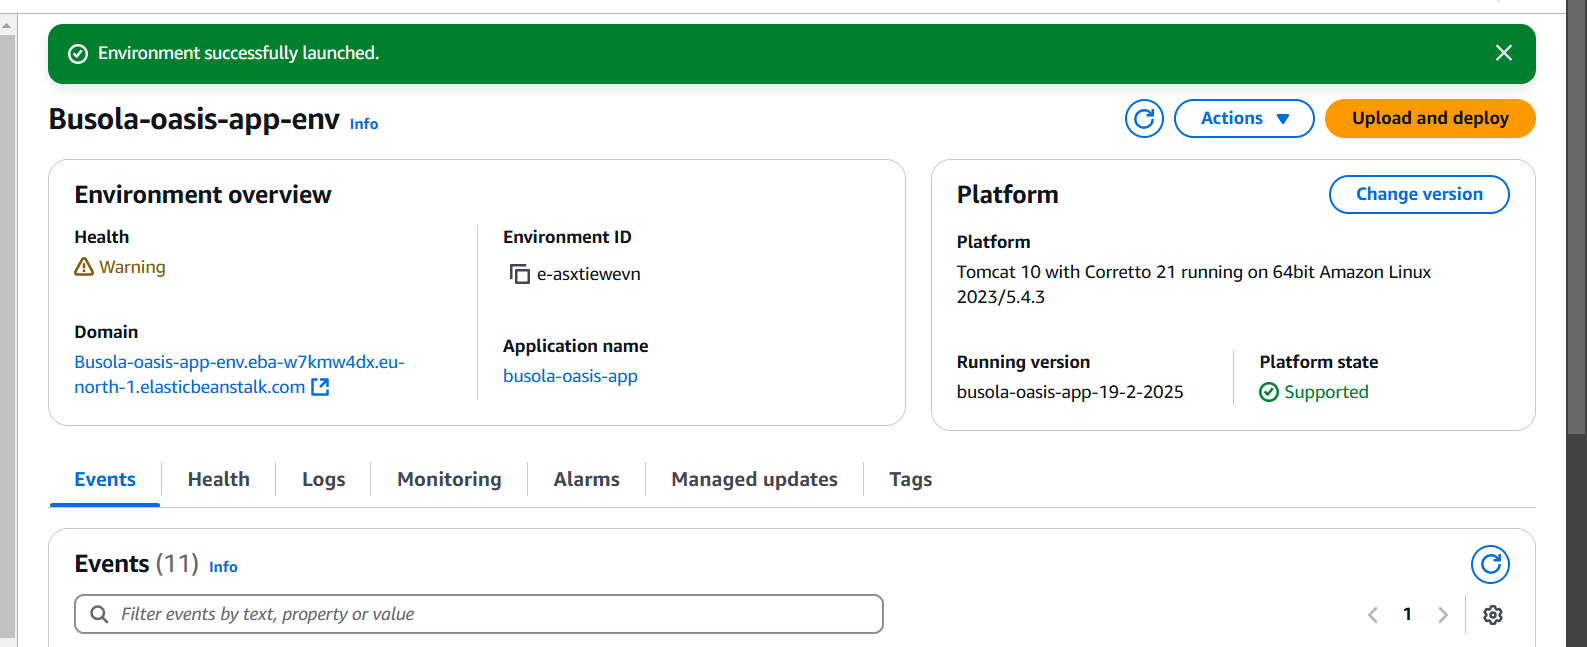 Environment successfully launched.
Busola-oasis-app-env Info
Actions
Upload and deploy
Environment overview
Health
Warning
Domain
Busola-oasis-app-env.eba-w7kmw4dx.eu-
north-1.elasticbeanstalk.com
Environment ID
e-asxtiewevn
Application name
busola-oasis-app
Platform
Change version
Platform
Tomcat 10 with Corretto 21 running on 64bit Amazon Linux
2023/5.4.3
Running version
busola-oasis-app-19-2-2025
Platform state
Supported
Events
Health
Logs
Monitoring
Alarms
Managed updates
Tags
Events (11) Info
Filter events by text, property or value
1